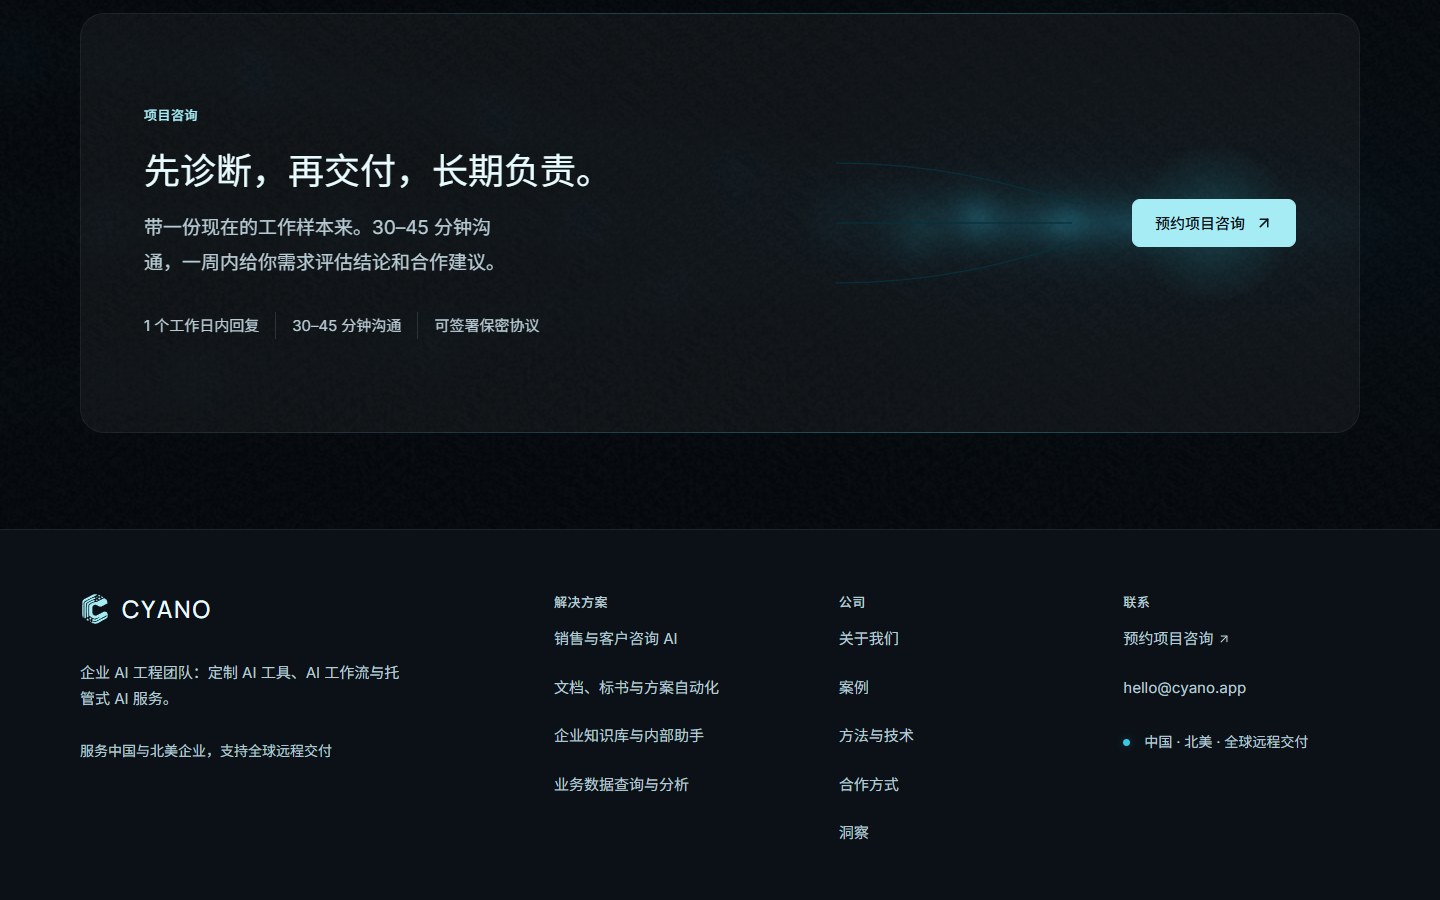 项目咨询
先诊断，再交付，长期负责。
带一份现在的工作样本来。30–45 分钟沟
通，一周内给你需求评估结论和合作建议。
预约项目咨询
1 个工作日内回复
30–45 分钟沟通
可签署保密协议
CYANO
企业 AI 工程团队：定制 AI 工具、AI 工作流与托
管式 AI 服务。
服务中国与北美企业，支持全球远程交付
解决方案
销售与客户咨询 AI
文档、标书与方案自动化
企业知识库与内部助手
业务数据查询与分析
公司
关于我们
案例
方法与技术
合作方式
洞察
联系
预约项目咨询
hello@cyano.app
中国 · 北美 · 全球远程交付